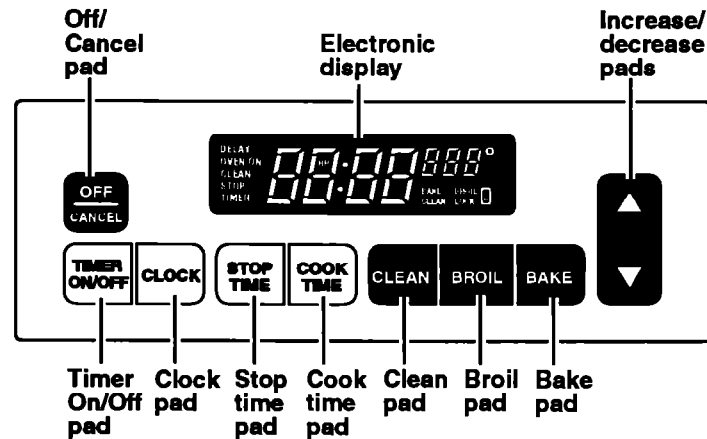 Off/
Cancel
pad
Electronic
display
Increase/
decrease
pads
DELAY
OVEN ON
CLEAN
STOP
TIMER
88:88 888°
HR
BAKE BROIL
CLEAN LOCK
OFF
CANCEL
TIMER
ON/OFF
CLOCK
STOP
TIME
COOK
TIME
CLEAN
BROIL
BAKE
Timer
On/Off
pad
Clock
pad
Stop
time
pad
Cook
time
pad
Clean
pad
Broil
pad
Bake
pad